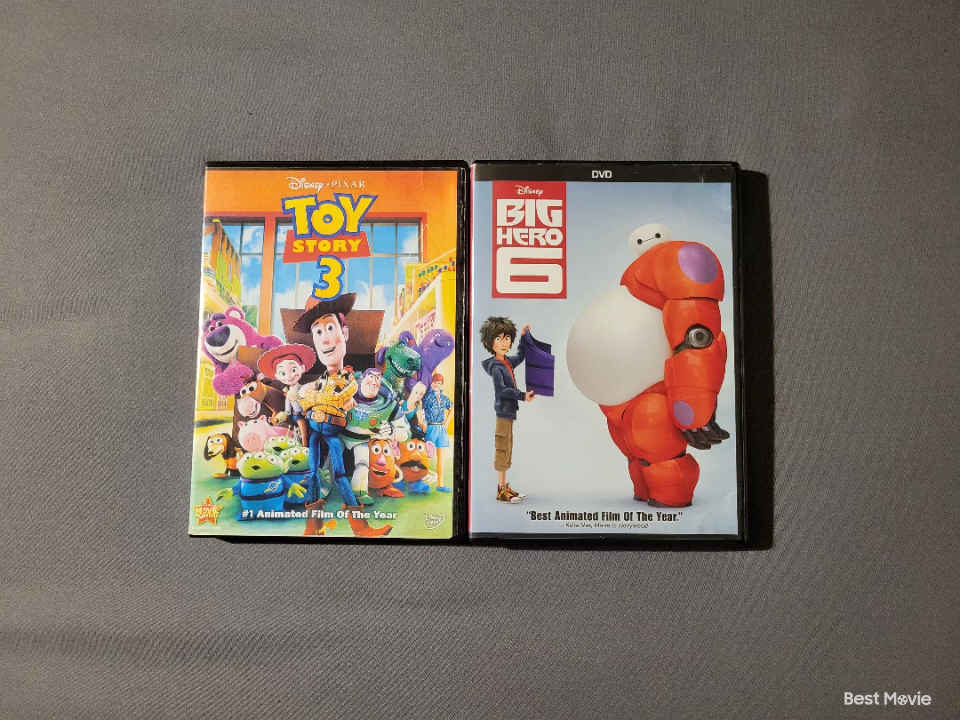 Disney • PIXAR
TOY
STORY
3
#1 Animated Film Of The Year
DVD
Disney
BIG
HERO
6
"Best Animated Film Of The Year."
Best Movie